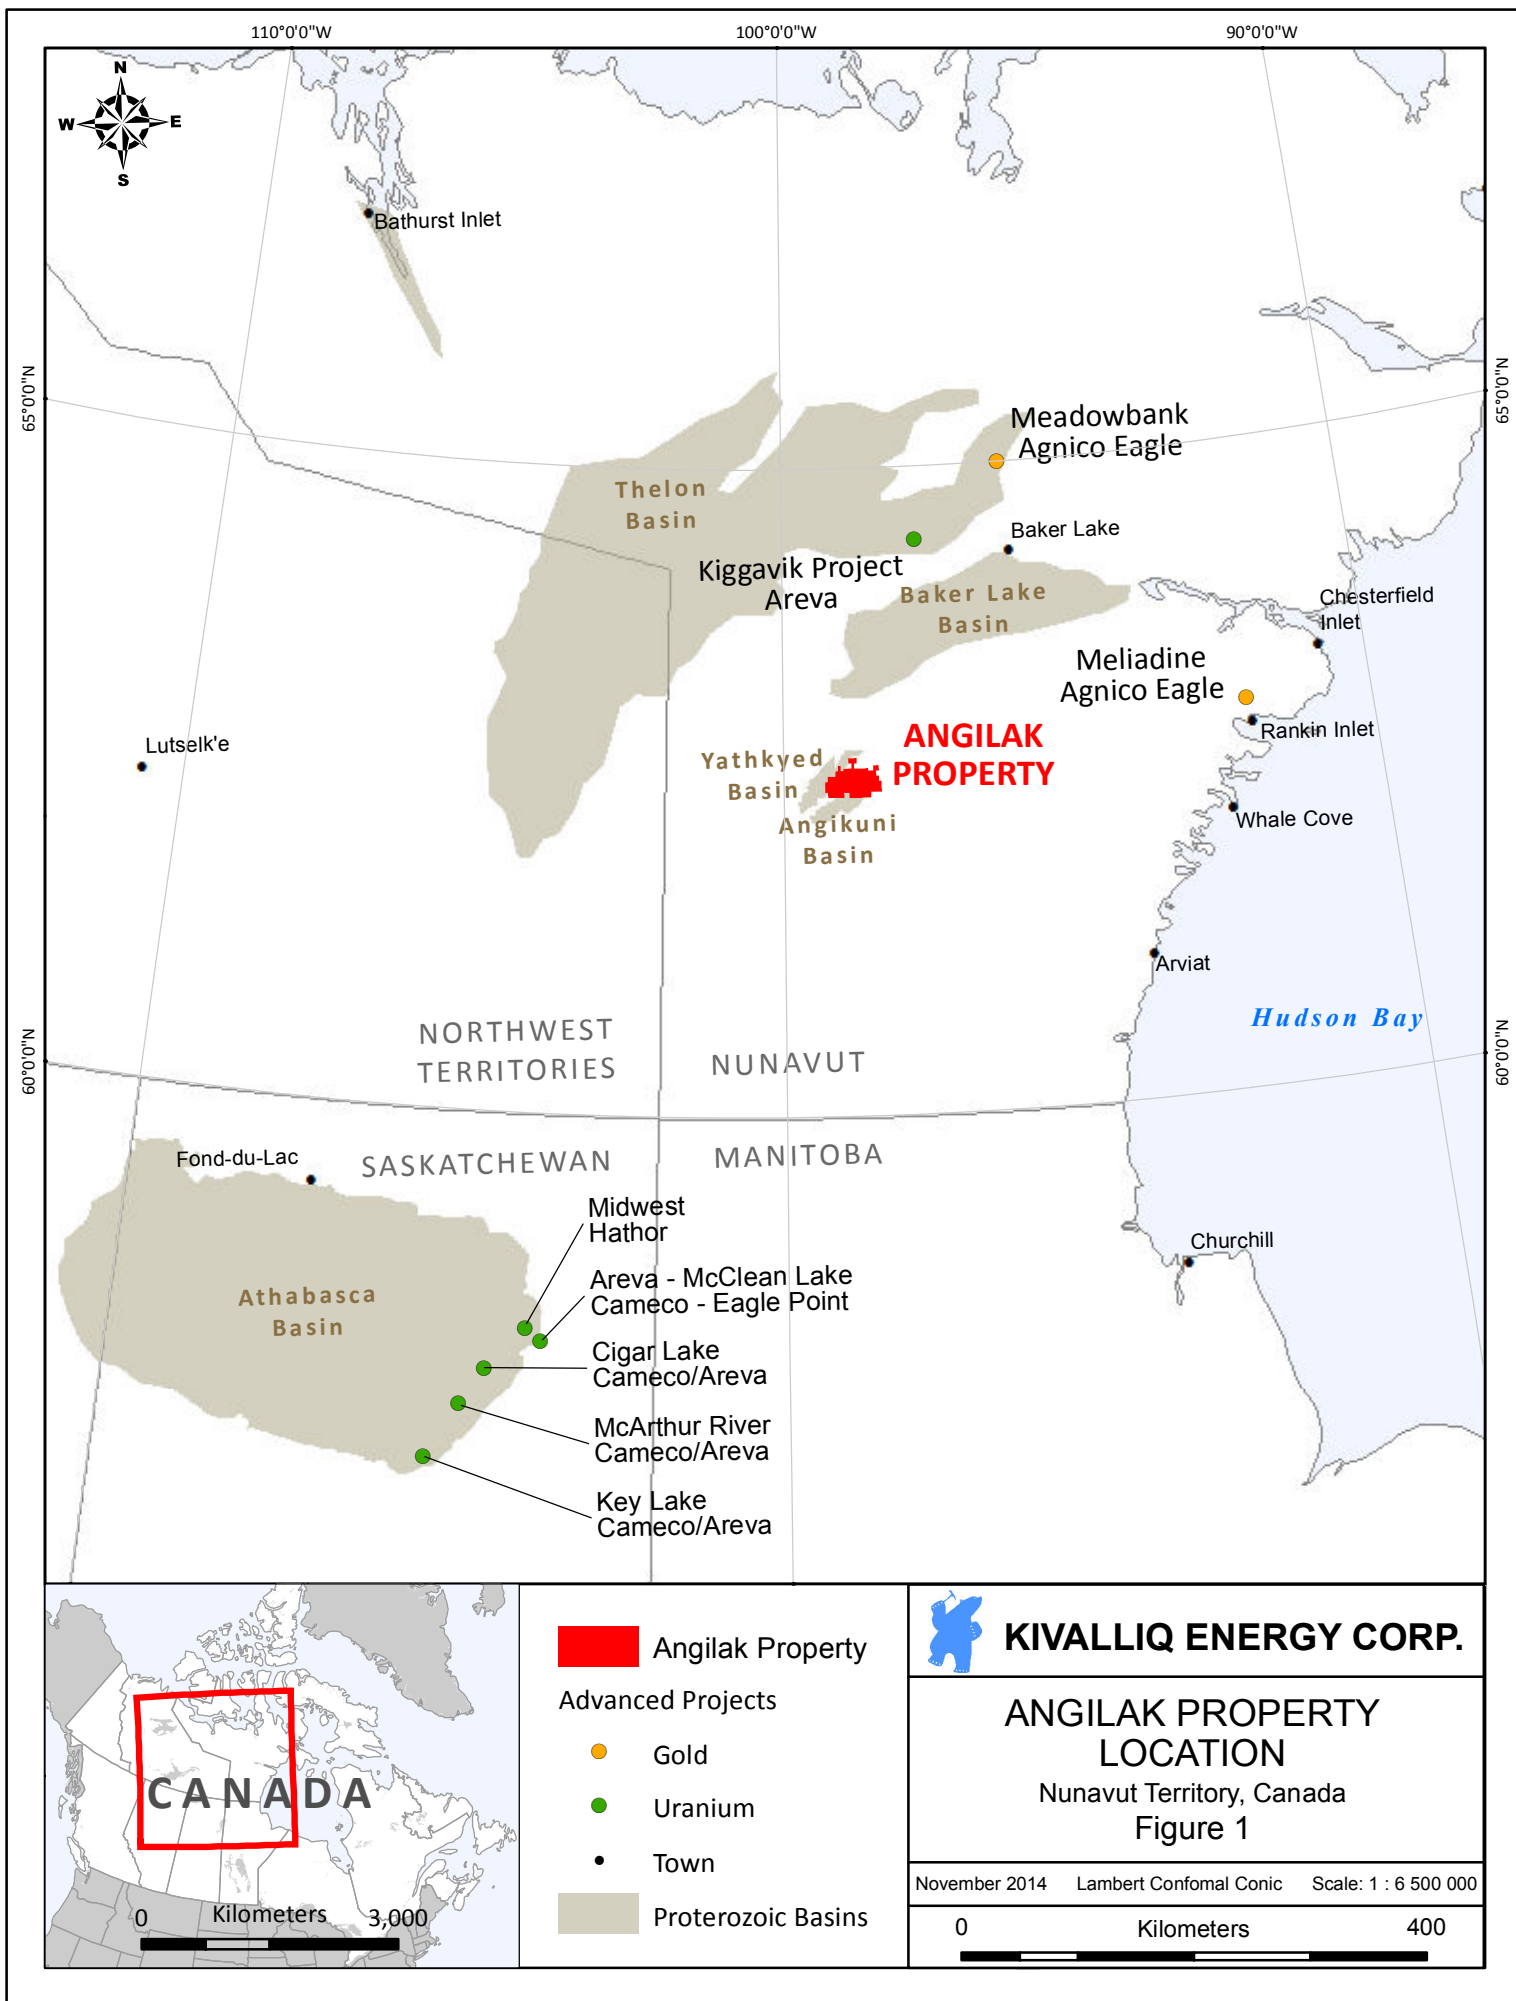 110°0'0"W
100°0'0"W
90°0'0"W
N
W
E
S
65°0'0"N
65°0'0"N
60°0'0"N
60°0'0"N
Bathurst Inlet
Meadowbank
Agnico Eagle
Thelon
Basin
Baker Lake
Kiggavik Project
Areva
Baker Lake
Basin
Chesterfield
Inlet
Meliadine
Agnico Eagle
Rankin Inlet
Lutselk'e
ANGILAK
PROPERTY
Yathkyed
Basin
Whale Cove
Angikuni
Basin
Arviat
Hudson Bay
NORTHWEST
TERRITORIES
NUNAVUT
Fond-du-Lac
SASKATCHEWAN
MANITOBA
Midwest
Hathor
Churchill
Areva - McClean Lake
Cameco - Eagle Point
Athabasca
Basin
Cigar Lake
Cameco/Areva
McArthur River
Cameco/Areva
Key Lake
Cameco/Areva
CANADA
0 Kilometers 3,000
Angilak Property
Advanced Projects
Gold
Uranium
Town
Proterozoic Basins
KIVALLIQ ENERGY CORP.
ANGILAK PROPERTY
LOCATION
Nunavut Territory, Canada
Figure 1
November 2014 Lambert Confomal Conic Scale: 1 : 6 500 000
0 Kilometers 400